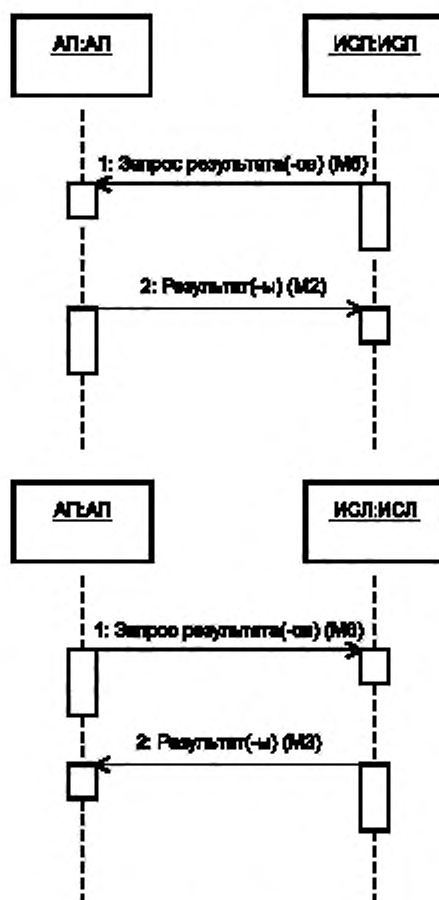 АП:АП
ИСЛ:ИСЛ
1: Запрос результата(-ов) (М6)
2: Результат(-ы) (М2)
АП:АП
ИСЛ:ИСЛ
1: Запрос результата(-ов) (М6)
2: Результат(-ы) (М3)